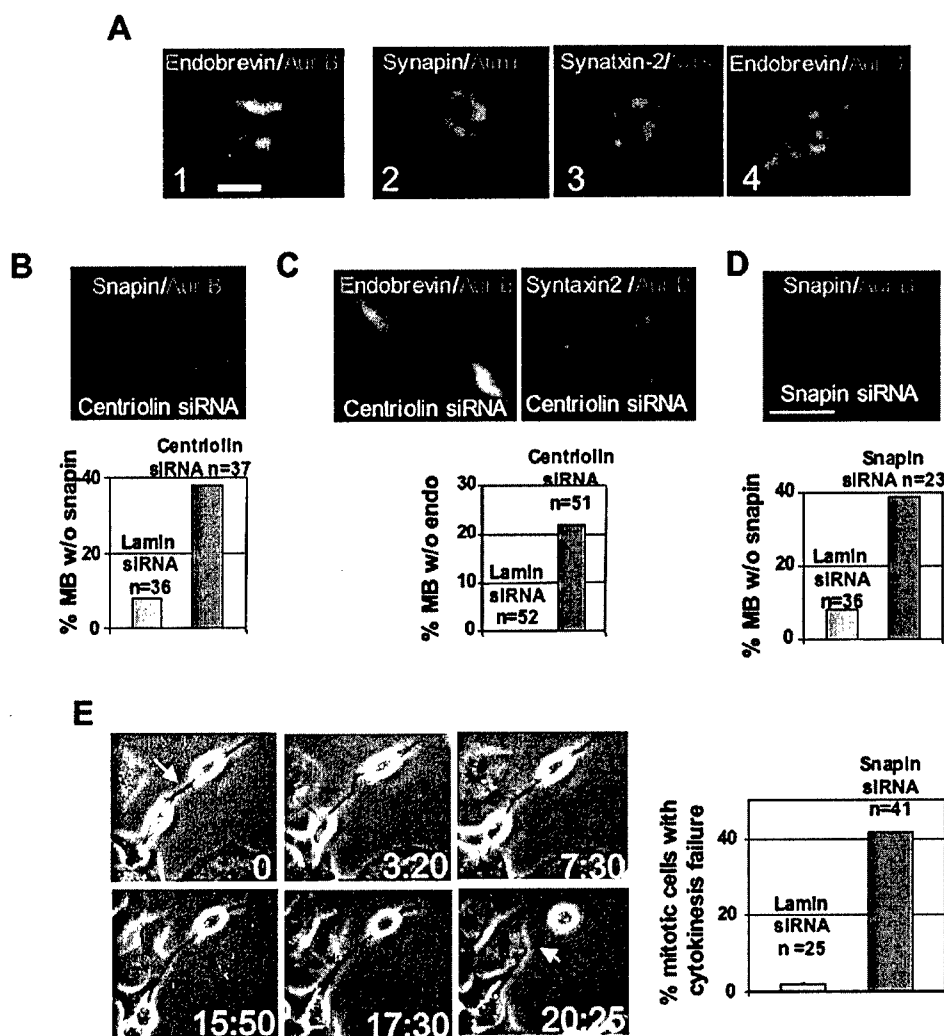 A
Endobrevin/Aur B
1
Synapin/
2
Synatxin-2/
3
Endobrevin/Aur B
4
B
Snapin/Aur B
Centriolin siRNA
% MB w/o snapin
40
20
0
Lamin
siRNA
n=36
Centriolin
siRNA n=37
C
Endobrevin/Aur B
Centriolin siRNA
Syntaxin2 /Aur B
Centriolin siRNA
% MB w/o endo
30
20
10
0
Lamin
siRNA
n=52
Centriolin
siRNA
n=51
D
Snapin/Aur B
Snapin siRNA
% MB w/o snapin
40
20
0
Lamin
siRNA
n=36
Snapin
siRNA n=23
E
0
3:20
7:30
15:50
17:30
20:25
% mitotic cells with
cytokinesis failure
40
20
0
Lamin
siRNA
n =25
Snapin
siRNA
n=41